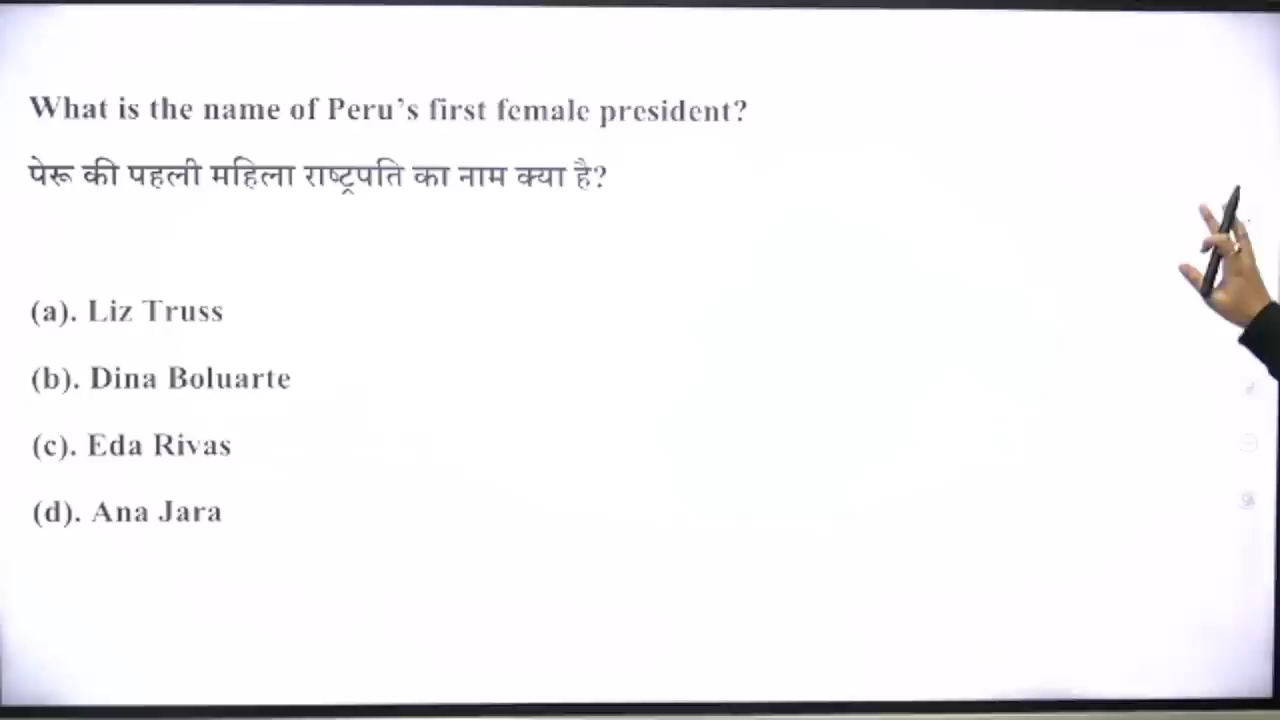 What is the name of Peru's first female president?
पेरू की पहली महिला राष्ट्रपति का नाम क्या है?
(a). Liz Truss
(b). Dina Boluarte
(c). Eda Rivas
(d). Ana Jara